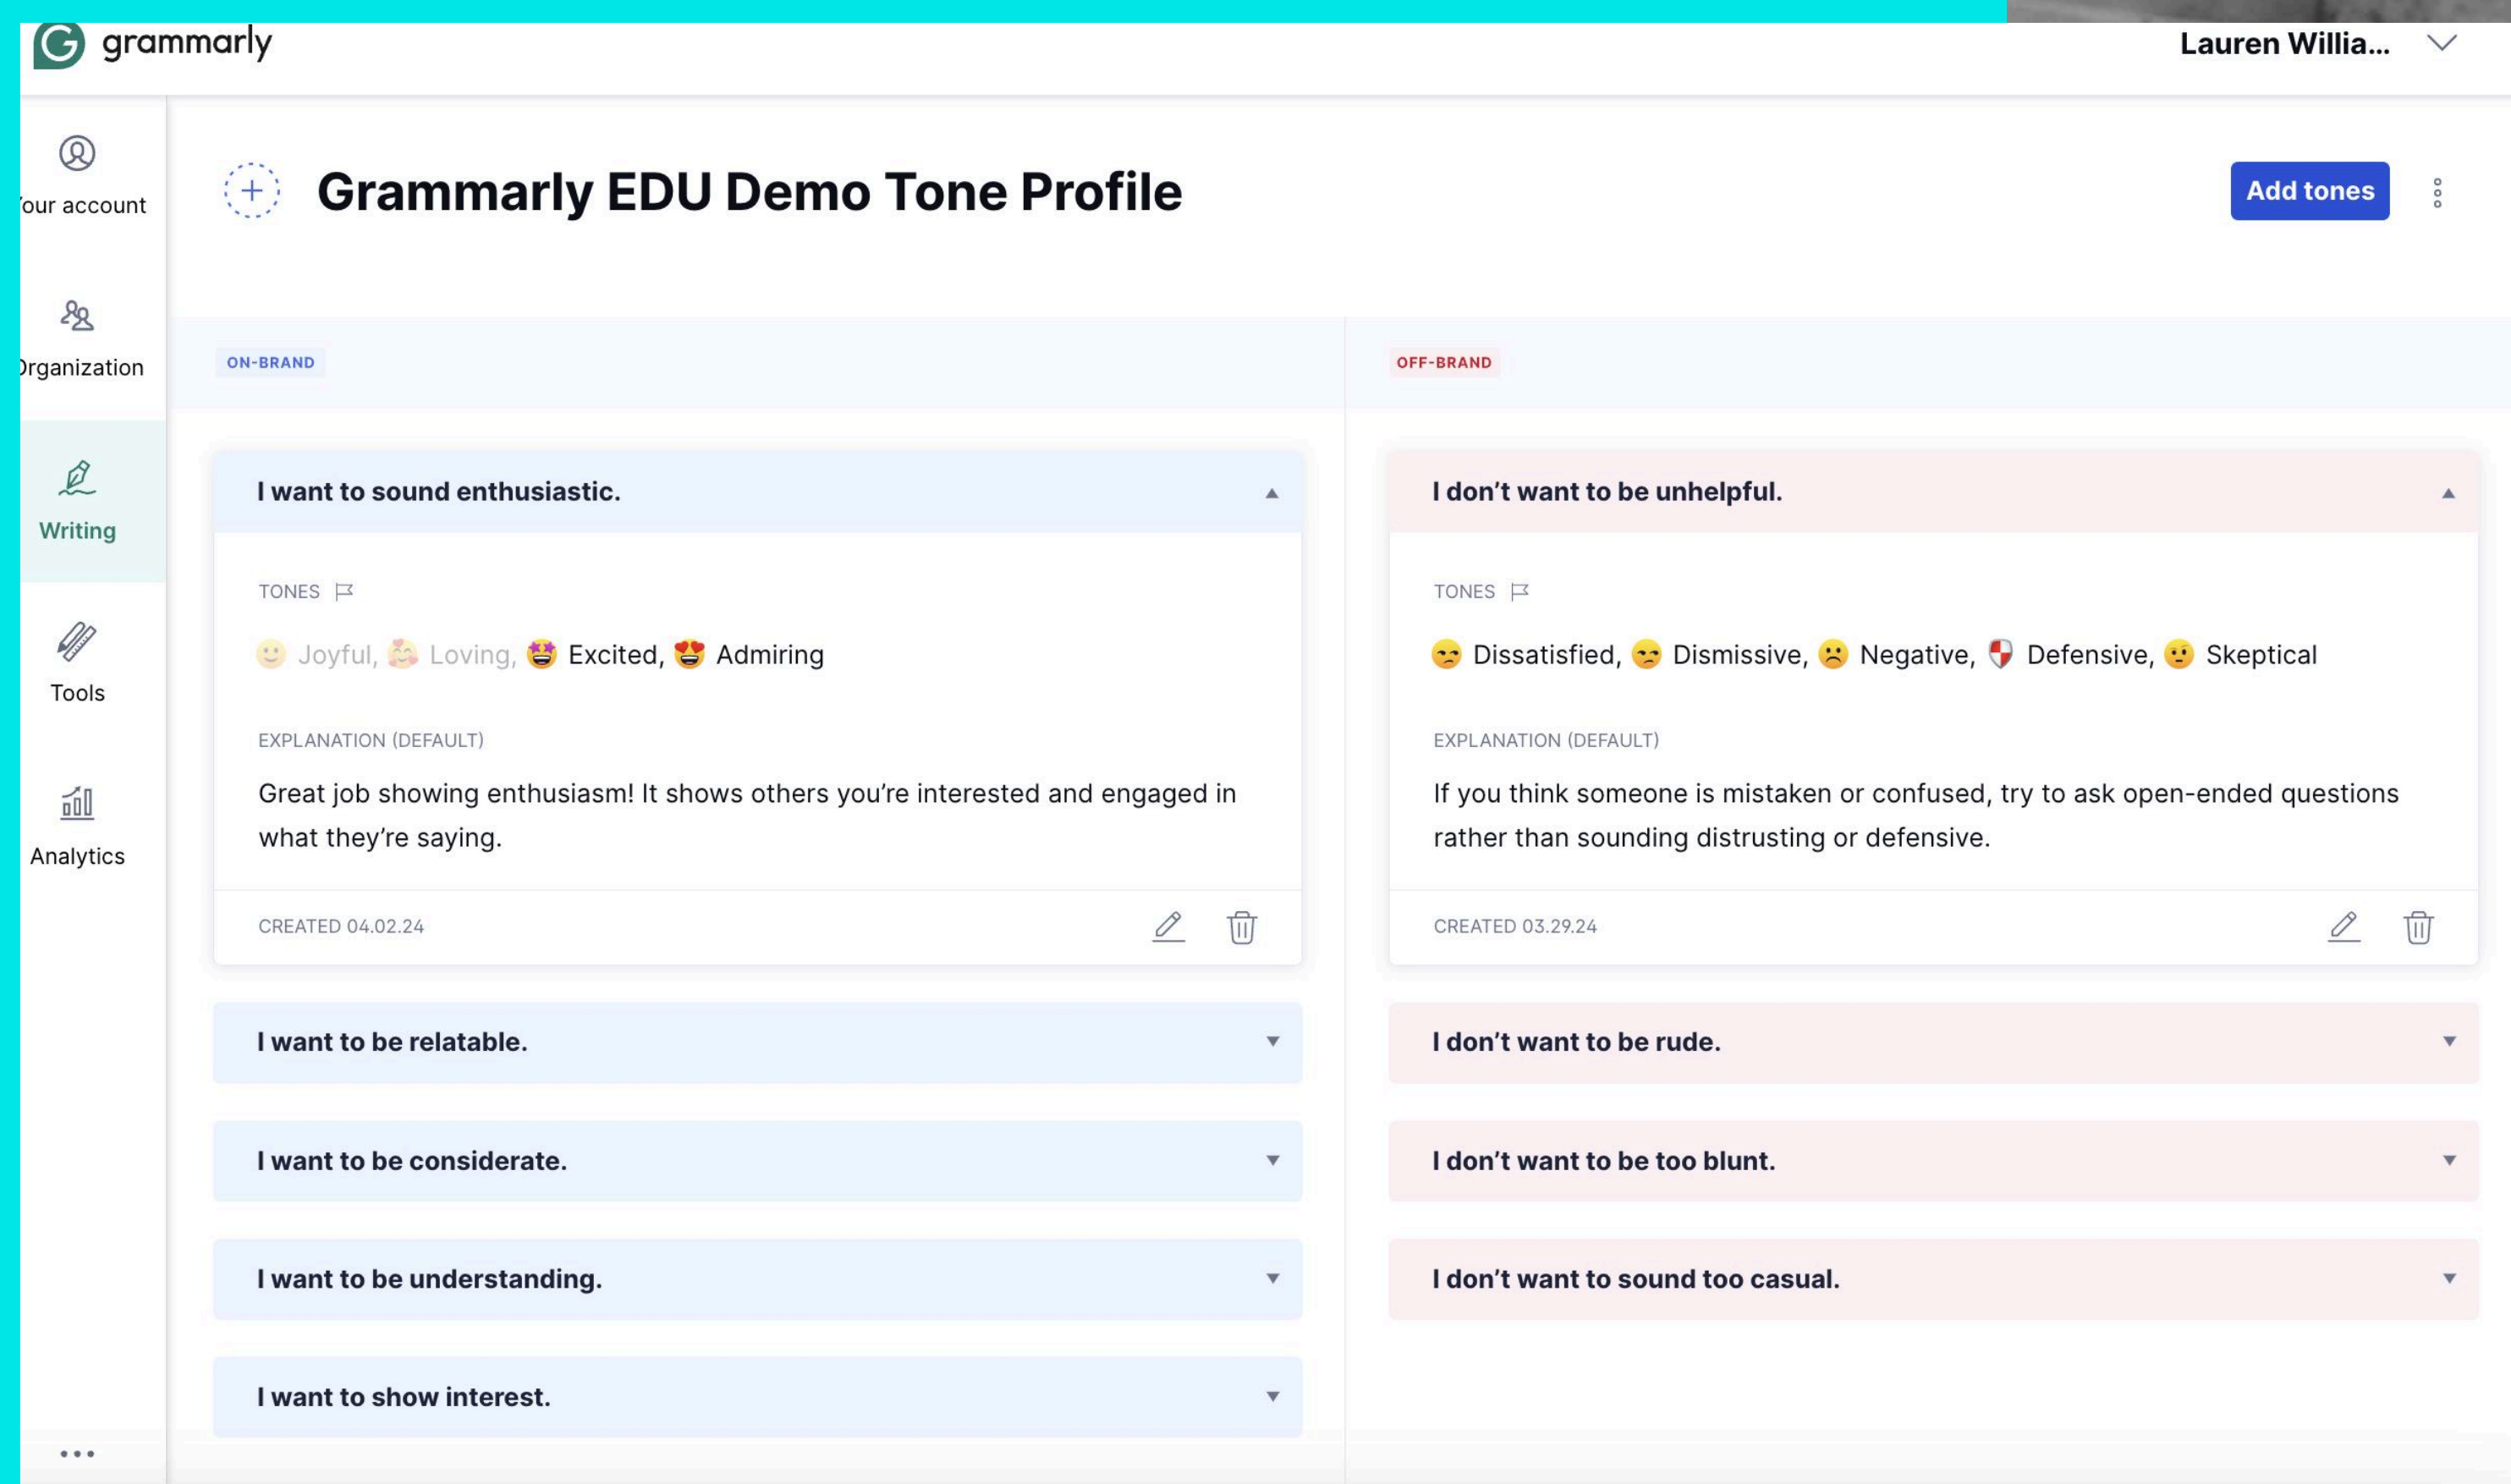 grammarly
Lauren Willia...
Your account
Organization
Writing
Tools
Analytics
Grammarly EDU Demo Tone Profile
Add tones
ON-BRAND
I want to sound enthusiastic.
TONES
🙂 Joyful, 🥰 Loving, 🤩 Excited, 😍 Admiring
EXPLANATION (DEFAULT)
Great job showing enthusiasm! It shows others you’re interested and engaged in
what they’re saying.
CREATED 04.02.24
I want to be relatable.
I want to be considerate.
I want to be understanding.
I want to show interest.
OFF-BRAND
I don’t want to be unhelpful.
TONES
😒 Dissatisfied, 😒 Dismissive, 🙁 Negative, Defensive, 🤨 Skeptical
EXPLANATION (DEFAULT)
If you think someone is mistaken or confused, try to ask open-ended questions
rather than sounding distrusting or defensive.
CREATED 03.29.24
I don’t want to be rude.
I don’t want to be too blunt.
I don’t want to sound too casual.